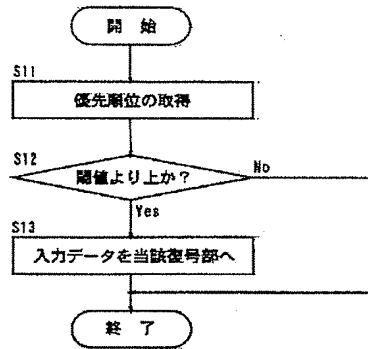 開 始
S11
優先順位の取得
S12
閾値より上か？
No
Yes
S13
入力データを当該復号部へ
終 了